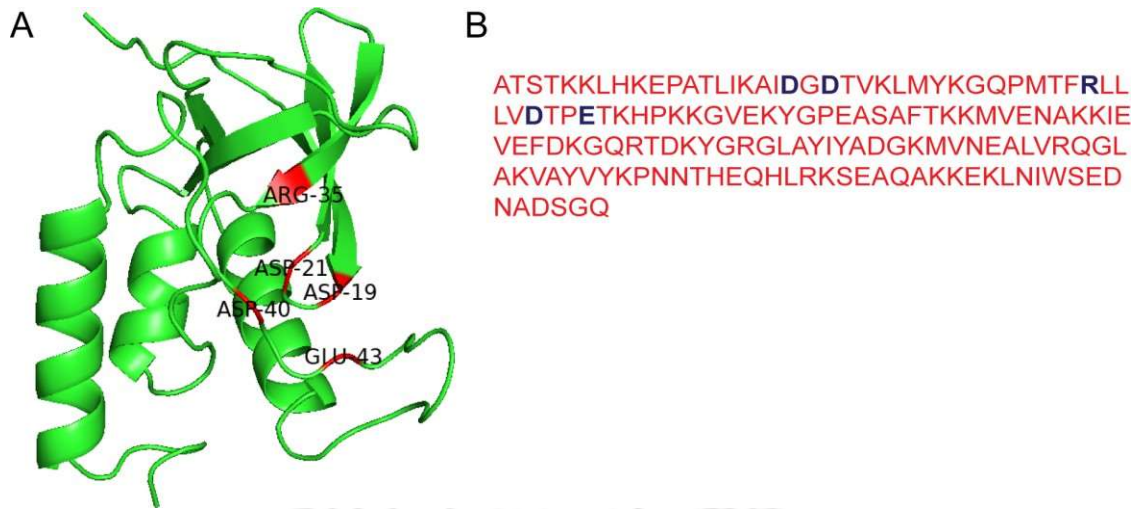 A
B
ARG-35
ASP-21
ASP-19
ASP-40
GLU-43
ATSTKKLHKEPATLIKAIDGDTVKLMYKGQPMTFRLL
LVDTPETKHPKKGVEKYGPEASAFTKKMVENAKKIE
VEFDKGQRTDKYGRGLAYIYADGKMVNEALVRQGL
AKVAYVYKPNNTHEQHLRKSEAQAKKEKLNIWSED
NADSGQ